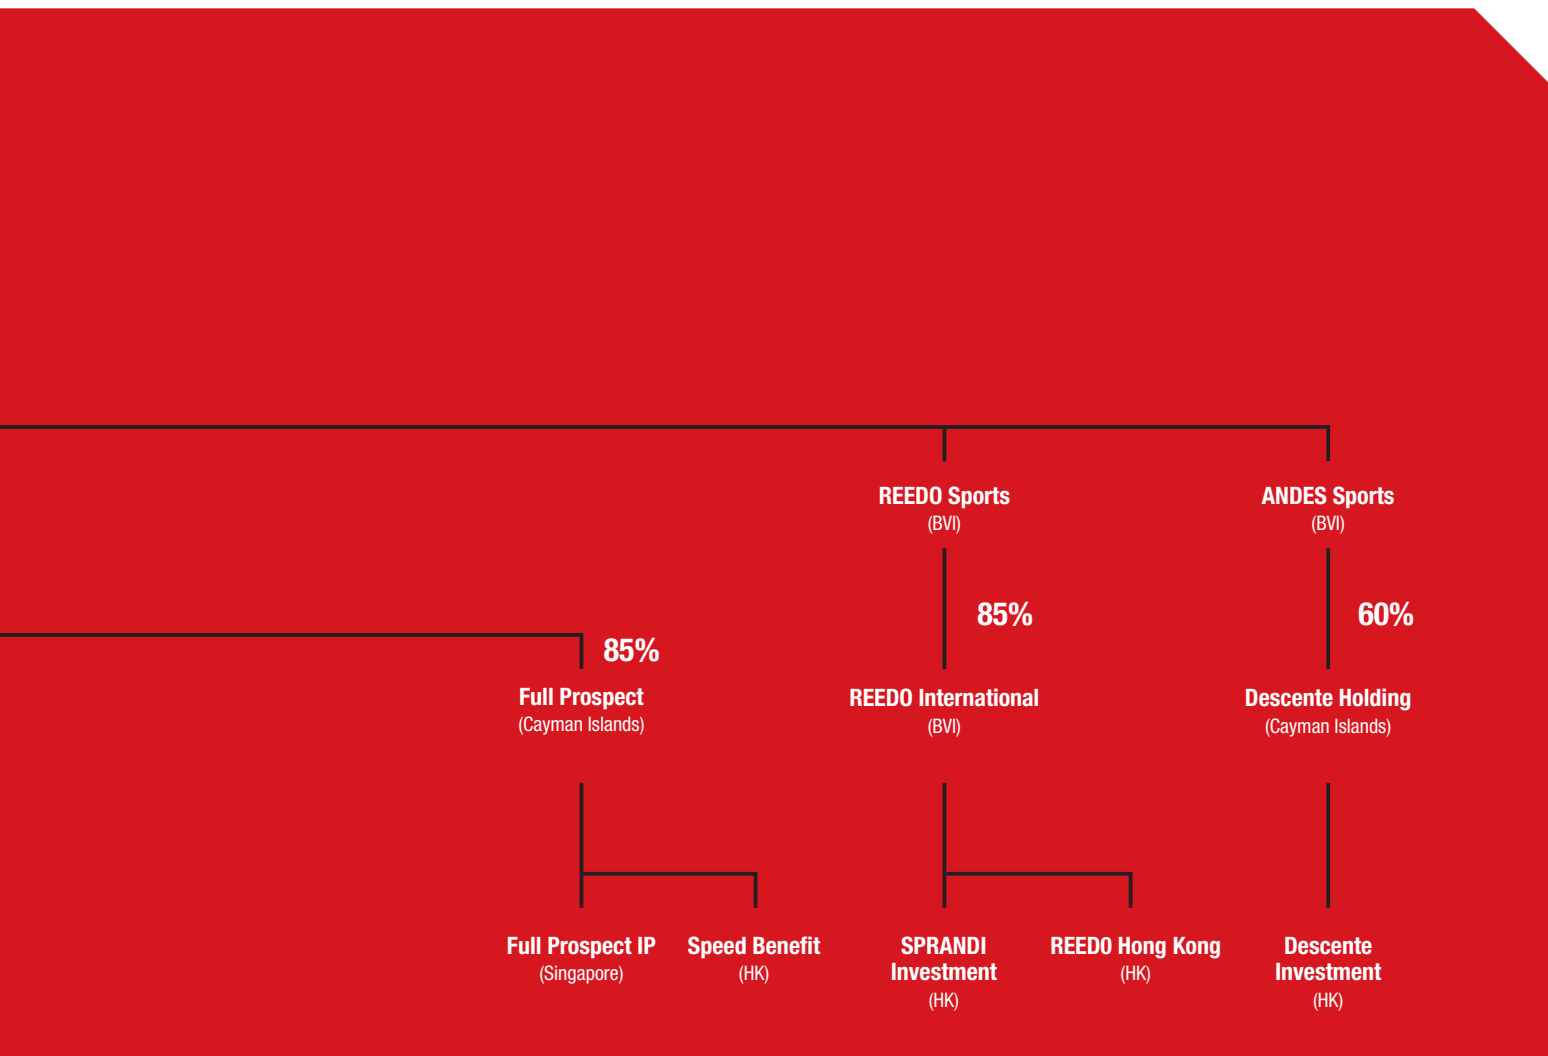 REEDO Sports
(BVI)
ANDES Sports
(BVI)
85%
60%
85%
Full Prospect
(Cayman Islands)
REEDO International
(BVI)
Descente Holding
(Cayman Islands)
Full Prospect IP
(Singapore)
Speed Benefit
(HK)
SPRANDI
Investment
(HK)
REEDO Hong Kong
(HK)
Descente
Investment
(HK)